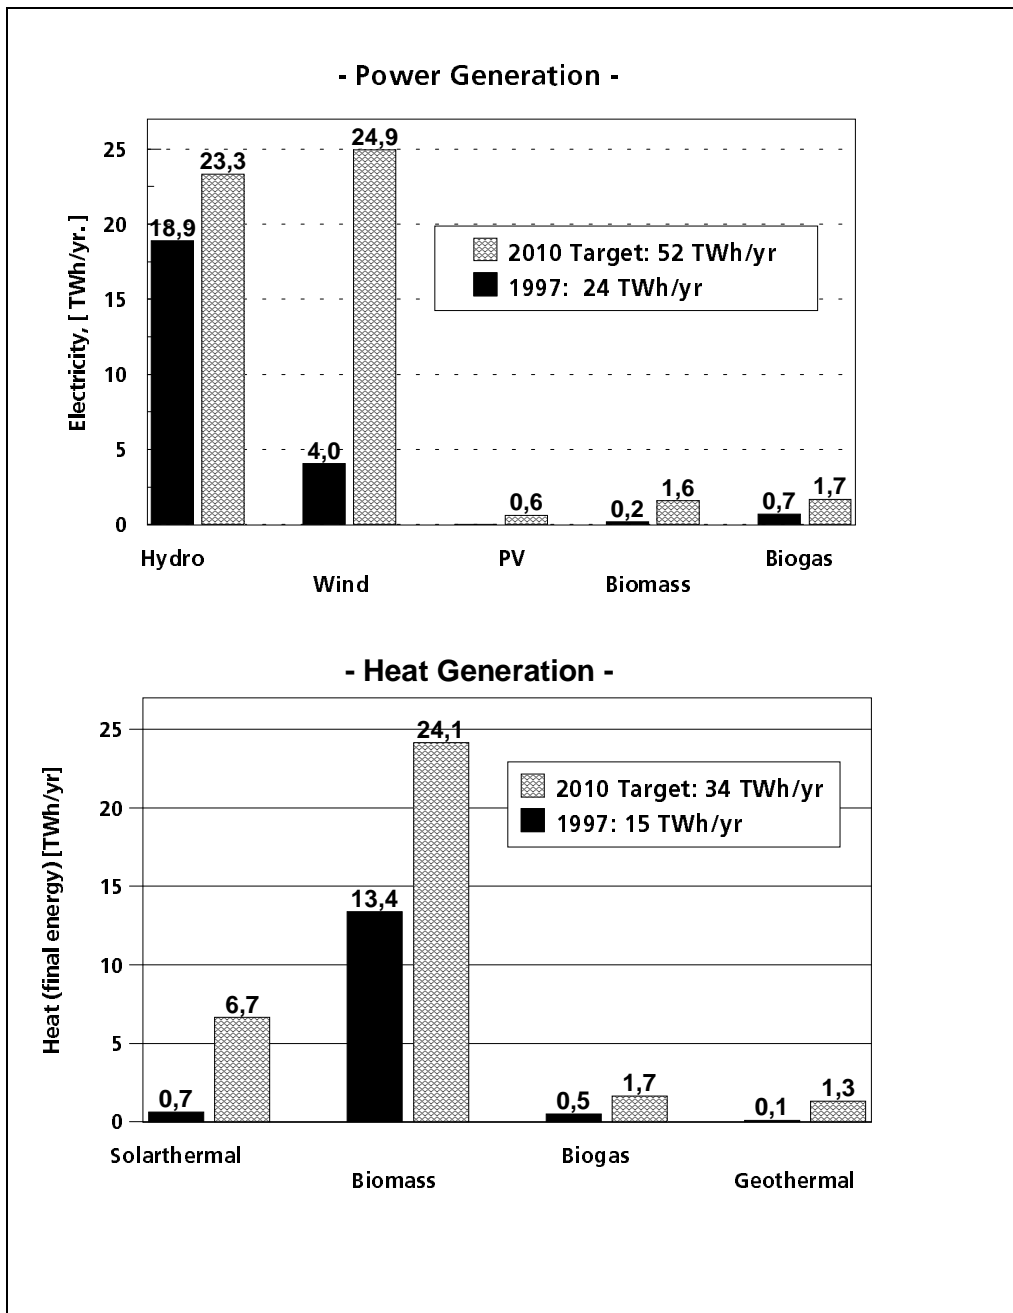 - Power Generation -
Electricity, [ TWh/yr. ]
25
20
15
10
5
0
18,9
23,3
4,0
24,9
0,6
0,2
1,6
0,7
1,7
2010 Target: 52 TWh/yr
1997: 24 TWh/yr
Hydro
Wind
PV
Biomass
Biogas
- Heat Generation -
Heat (final energy) [TWh/yr]
25
20
15
10
5
0
0,7
6,7
13,4
24,1
0,5
1,7
0,1
1,3
2010 Target: 34 TWh/yr
1997: 15 TWh/yr
Solarthermal
Biomass
Biogas
Geothermal